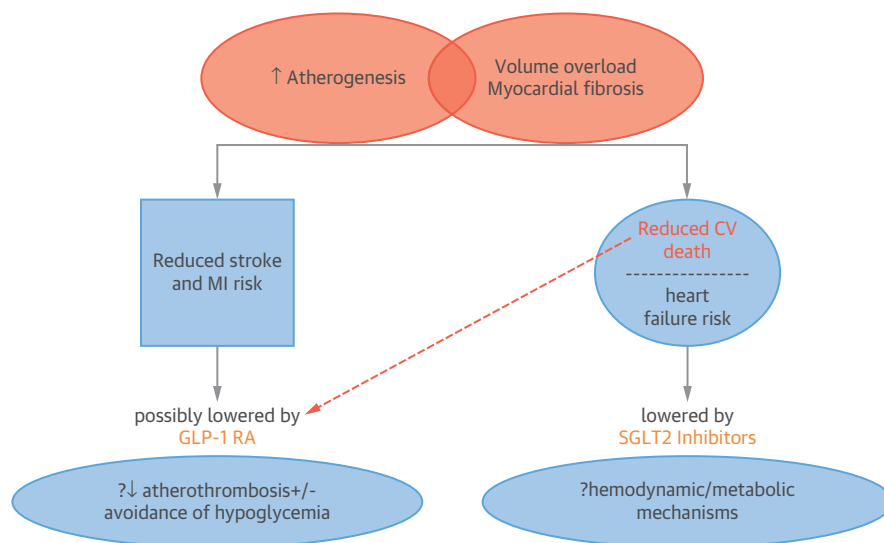 ↑ Atherogenesis
Volume overload
Myocardial fibrosis
Reduced stroke
and MI risk
Reduced CV
death
---------------
heart
failure risk
possibly lowered by
GLP-1 RA
lowered by
SGLT2 Inhibitors
?↓ atherothrombosis+/-
avoidance of hypoglycemia
?hemodynamic/metabolic
mechanisms